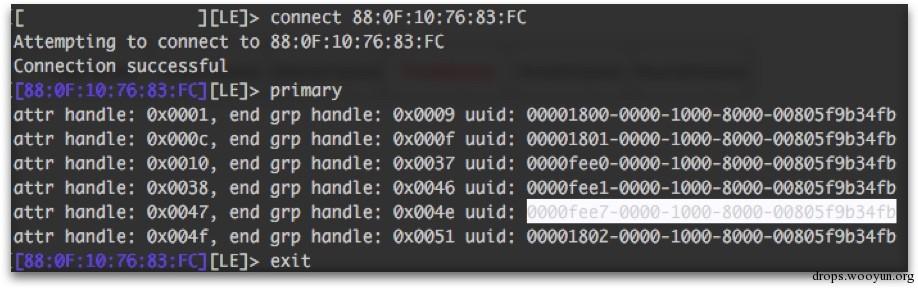 [                 ][LE]> connect 88:0F:10:76:83:FC
Attempting to connect to 88:0F:10:76:83:FC
Connection successful
[[88:0F:10:76:83:FC][LE]> primary
attr handle: 0x0001, end grp handle: 0x0009 uuid: 00001800-0000-1000-8000-00805f9b34fb
attr handle: 0x000c, end grp handle: 0x000f uuid: 00001801-0000-1000-8000-00805f9b34fb
attr handle: 0x0010, end grp handle: 0x0037 uuid: 0000fee0-0000-1000-8000-00805f9b34fb
attr handle: 0x0038, end grp handle: 0x0046 uuid: 0000fee1-0000-1000-8000-00805f9b34fb
attr handle: 0x0047, end grp handle: 0x004e uuid: 0000fee7-0000-1000-8000-00805f9b34fb
attr handle: 0x004f, end grp handle: 0x0051 uuid: 00001802-0000-1000-8000-00805f9b34fb
[[88:0F:10:76:83:FC][LE]> exit
drops.wooyun.org